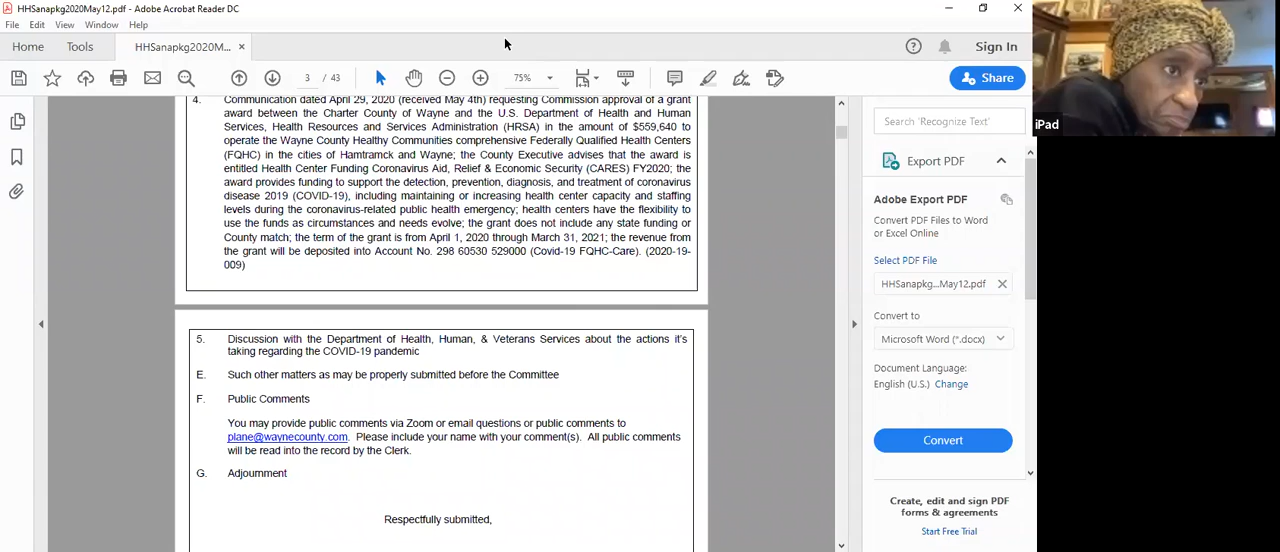 HHSanapkg2020May12.pdf - Adobe Acrobat Reader DC
File Edit View Window Help
Home Tools HHSanapkg2020M... × Sign In
3 / 43 75% Share
4. Communication dated April 29, 2020 (received May 4th) requesting Commission approval of a grant
award between the Charter County of Wayne and the U.S. Department of Health and Human
Services, Health Resources and Services Administration (HRSA) in the amount of $559,640 to
operate the Wayne County Healthy Communities comprehensive Federally Qualified Health Centers
(FQHC) in the cities of Hamtramck and Wayne; the County Executive advises that the award is
entitled Health Center Funding Coronavirus Aid, Relief & Economic Security (CARES) FY2020; the
award provides funding to support the detection, prevention, diagnosis, and treatment of coronavirus
disease 2019 (COVID-19), including maintaining or increasing health center capacity and staffing
levels during the coronavirus-related public health emergency; health centers have the flexibility to
use the funds as circumstances and needs evolve; the grant does not include any state funding or
County match; the term of the grant is from April 1, 2020 through March 31, 2021; the revenue from
the grant will be deposited into Account No. 298 60530 529000 (Covid-19 FQHC-Care). (2020-19-
009)
5. Discussion with the Department of Health, Human, & Veterans Services about the actions it's
taking regarding the COVID-19 pandemic
E. Such other matters as may be properly submitted before the Committee
F. Public Comments
You may provide public comments via Zoom or email questions or public comments to
plane@waynecounty.com. Please include your name with your comment(s). All public comments
will be read into the record by the Clerk.
G. Adjournment
Respectfully submitted,
Search 'Recognize Text'
Export PDF
Adobe Export PDF
Convert PDF Files to Word
or Excel Online
Select PDF File
HHSanapkg...May12.pdf ×
Convert to
Microsoft Word (*.docx)
Document Language:
English (U.S.) Change
Convert
Create, edit and sign PDF
forms & agreements
Start Free Trial
iPad